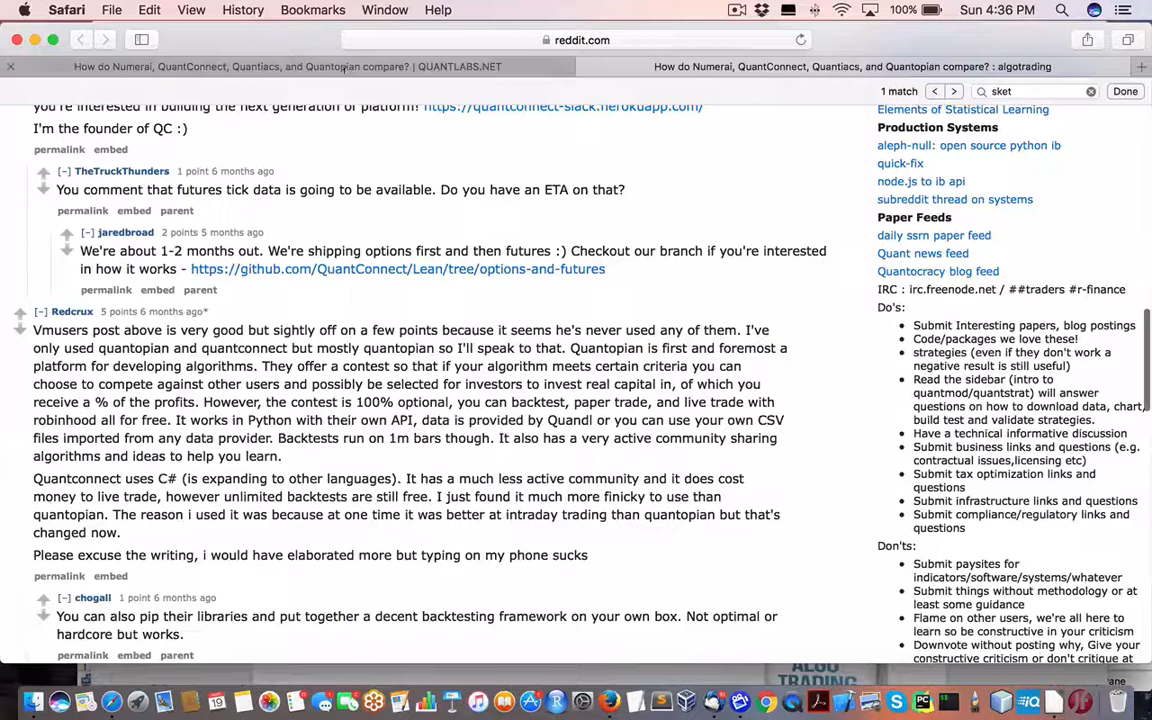 Safari File Edit View History Bookmarks Window Help 100% Sun 4:36 PM
reddit.com
How do Numerai, QuantConnect, Quantiacs, and Quantopian compare? | QUANTLABS.NET
How do Numerai, QuantConnect, Quantiacs, and Quantopian compare? : algotrading
1 match sket Done
you're interested in building the next generation of platform! https://quantconnect-slack.herokuapp.com/
I'm the founder of QC :)
permalink embed
[-] TheTruckThunders 1 point 6 months ago
You comment that futures tick data is going to be available. Do you have an ETA on that?
permalink embed parent
[-] jaredbroad 2 points 5 months ago
We're about 1-2 months out. We're shipping options first and then futures :) Checkout our branch if you're interested
in how it works - https://github.com/QuantConnect/Lean/tree/options-and-futures
permalink embed parent
[-] Redcrux 5 points 6 months ago*
Vmusers post above is very good but sightly off on a few points because it seems he's never used any of them. I've
only used quantopian and quantconnect but mostly quantopian so I'll speak to that. Quantopian is first and foremost a
platform for developing algorithms. They offer a contest so that if your algorithm meets certain criteria you can
choose to compete against other users and possibly be selected for investors to invest real capital in, of which you
receive a % of the profits. However, the contest is 100% optional, you can backtest, paper trade, and live trade with
robinhood all for free. It works in Python with their own API, data is provided by Quandl or you can use your own CSV
files imported from any data provider. Backtests run on 1m bars though. It also has a very active community sharing
algorithms and ideas to help you learn.
Quantconnect uses C# (is expanding to other languages). It has a much less active community and it does cost
money to live trade, however unlimited backtests are still free. I just found it much more finicky to use than
quantopian. The reason i used it was because at one time it was better at intraday trading than quantopian but that's
changed now.
Please excuse the writing, i would have elaborated more but typing on my phone sucks
permalink embed
[-] chogall 1 point 6 months ago
You can also pip their libraries and put together a decent backtesting framework on your own box. Not optimal or
hardcore but works.
permalink embed parent
Elements of Statistical Learning
Production Systems
aleph-null: open source python ib
quick-fix
node.js to ib api
subreddit thread on systems
Paper Feeds
daily ssrn paper feed
Quant news feed
Quantocracy blog feed
IRC : irc.freenode.net / ##traders #r-finance
Do's:
Submit Interesting papers, blog postings
Code/packages we love these!
strategies (even if they don't work a
negative result is still useful)
Read the sidebar (intro to
quantmod/quantstrat) will answer
questions on how to download data, chart,
build test and validate strategies.
Have a technical informative discussion
Submit business links and questions (e.g.
contractual issues,licensing etc)
Submit tax optimization links and
questions
Submit infrastructure links and questions
Submit compliance/regulatory links and
questions
Don'ts:
Submit paysites for
indicators/software/systems/whatever
Submit things without methodology or at
least some guidance
Flame on other users, we're all here to
learn so be constructive in your criticism
Downvote without posting why, Give your
constructive criticism or don't critique at
ALGO
TRADING